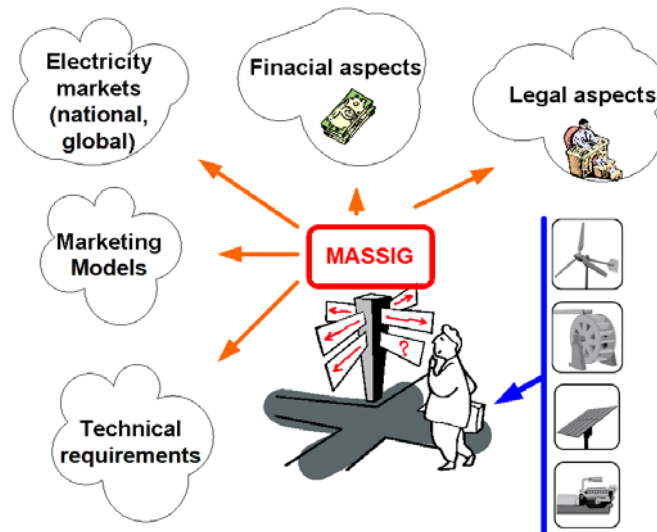 Electricity
markets
(national,
global)
Finacial aspects
Legal aspects
Marketing
Models
MASSIG
?
Technical
requirements